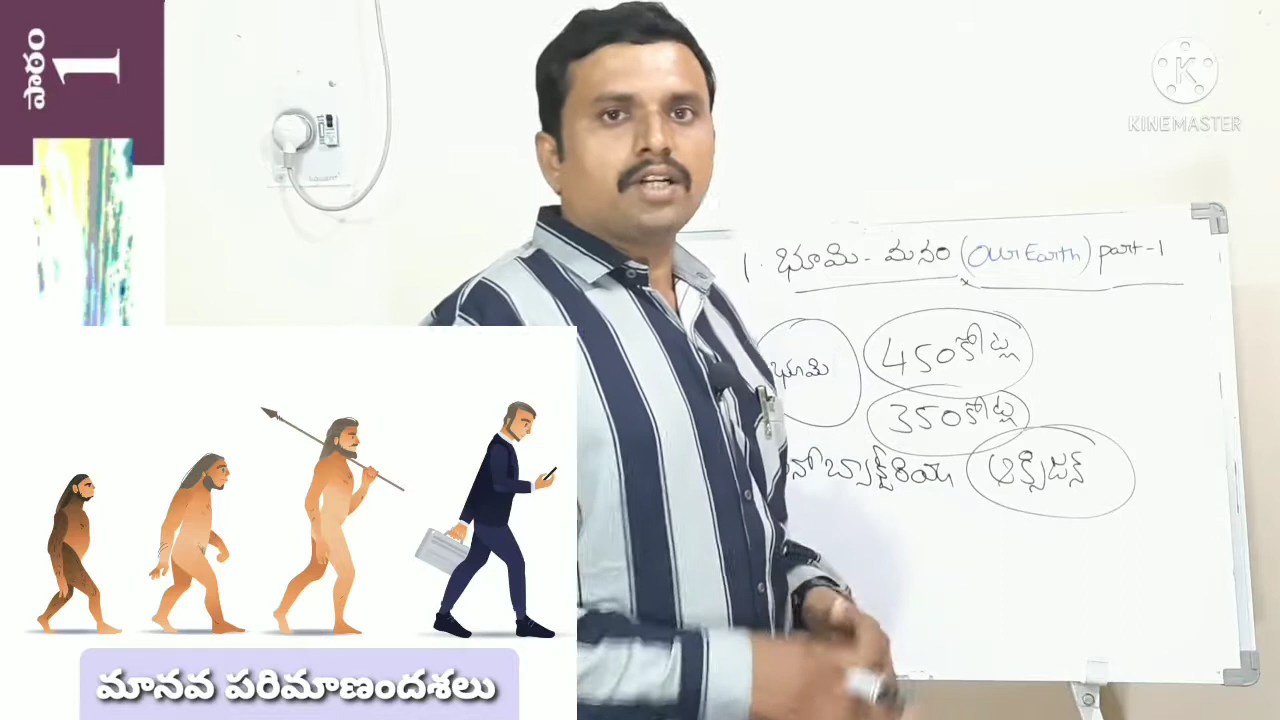 పాఠం
1
KINEMASTER
1. భూమి - మనం (Our Earth) part-1
భూమి
450కోట్ల
350కోట్ల
నోబ్యాక్టీరియా ఆక్సిజన్
మానవ పరిమాణందశలు